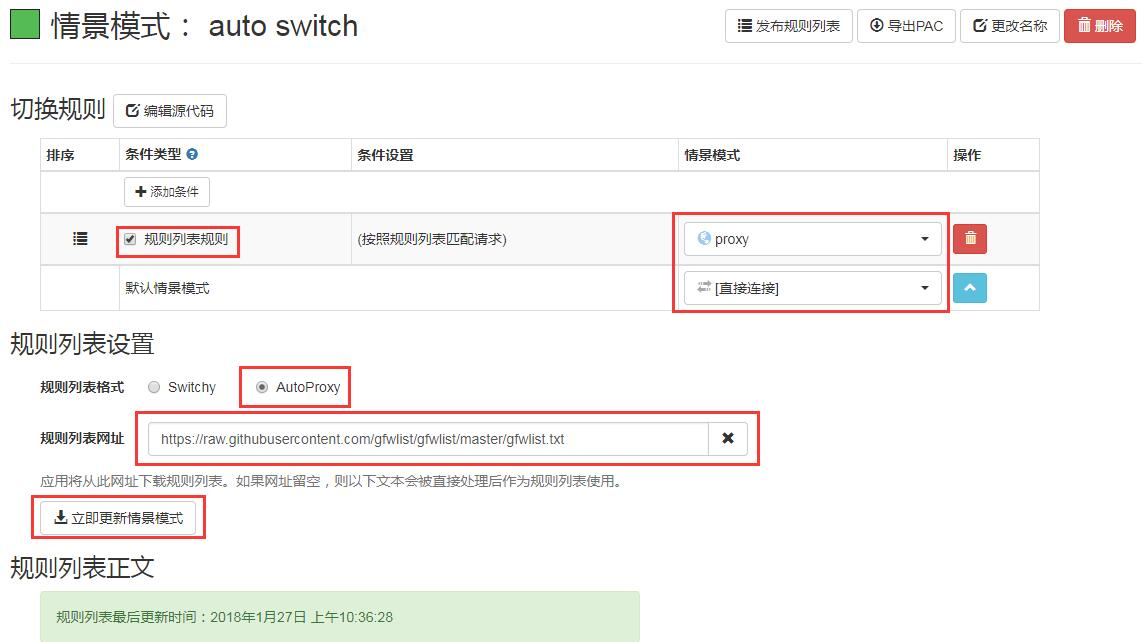 情景模式： auto switch
发布规则列表 导出PAC 更改名称 删除
切换规则 编辑源代码
排序 条件类型 条件设置 情景模式 操作
添加条件
规则列表规则 (按照规则列表匹配请求) proxy
默认情景模式 [直接连接]
规则列表设置
规则列表格式 Switchy AutoProxy
规则列表网址 https://raw.githubusercontent.com/gfwlist/gfwlist/master/gfwlist.txt
应用将从此网址下载规则列表。如果网址留空，则以下文本会被直接处理后作为规则列表使用。
立即更新情景模式
规则列表正文
规则列表最后更新时间：2018年1月27日 上午10:36:28